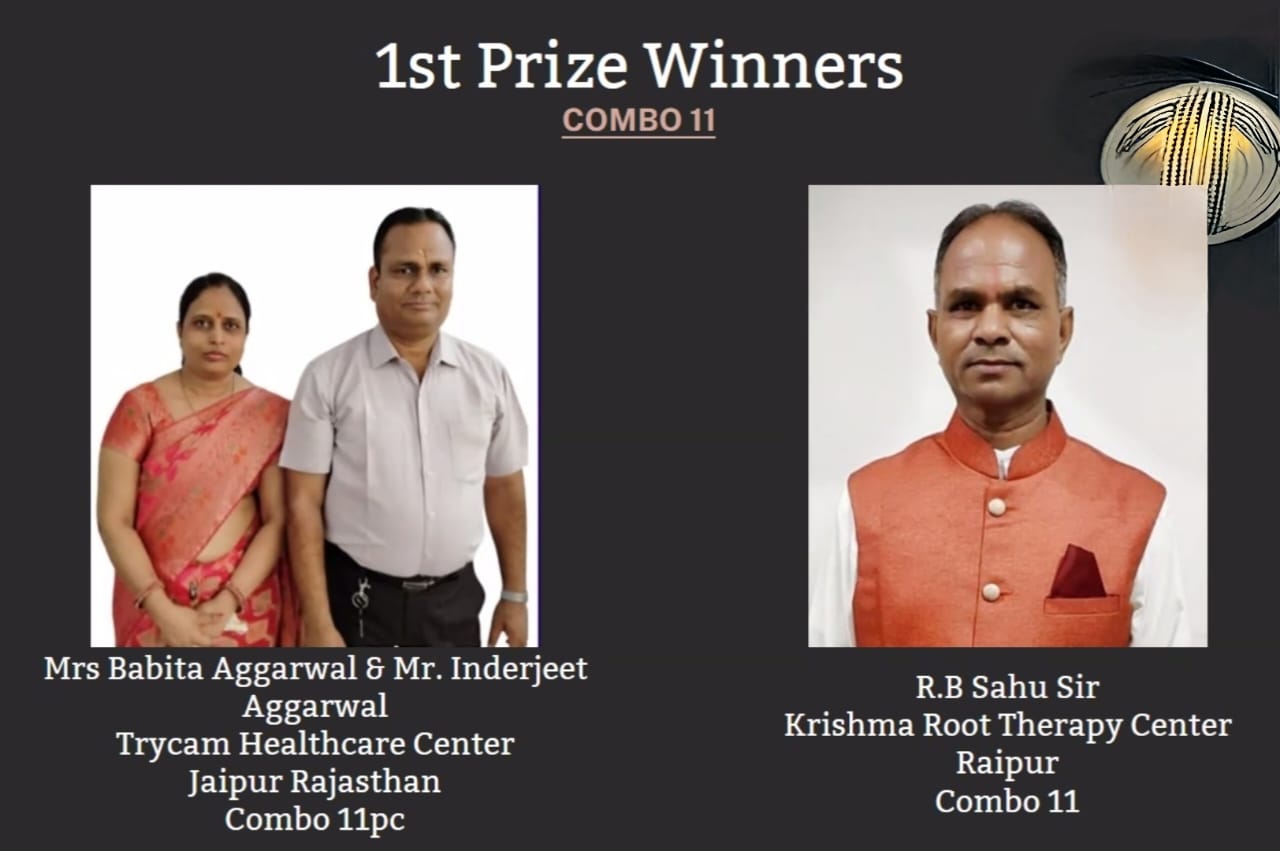 1st Prize Winners
COMBO 11
Mrs Babita Aggarwal & Mr. Inderjeet
Aggarwal
Trycam Healthcare Center
Jaipur Rajasthan
Combo 11pc
R.B Sahu Sir
Krishma Root Therapy Center
Raipur
Combo 11